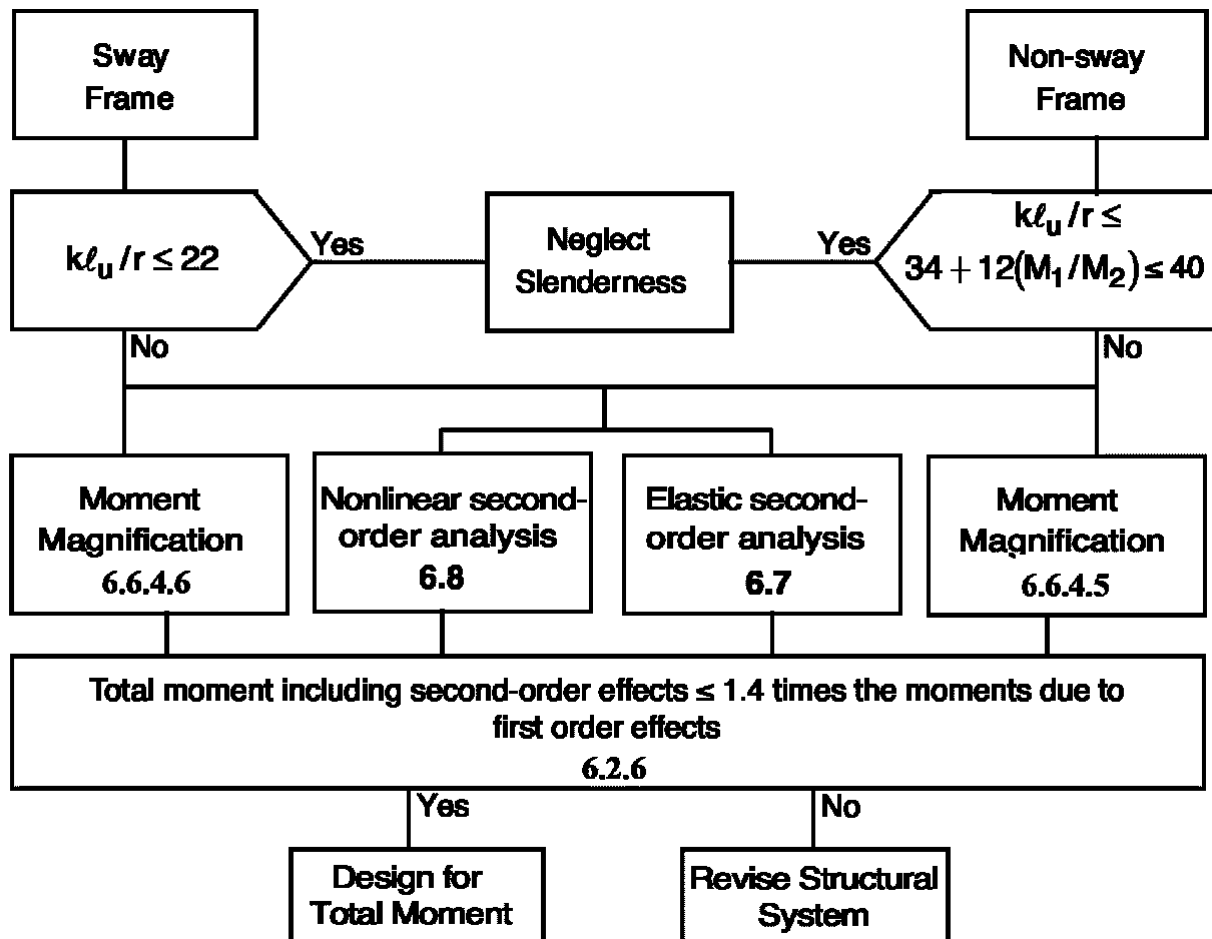 Sway
Frame
Non-sway
Frame
kℓu/r ≤ 22
Yes
Neglect
Slenderness
Yes
kℓu/r ≤
34 + 12(M1/M2) ≤ 40
No
No
Moment
Magnification
6.6.4.6
Nonlinear second-
order analysis
6.8
Elastic second-
order analysis
6.7
Moment
Magnification
6.6.4.5
Total moment including second-order effects ≤ 1.4 times the moments due to
first order effects
6.2.6
Yes
No
Design for
Total Moment
Revise Structural
System